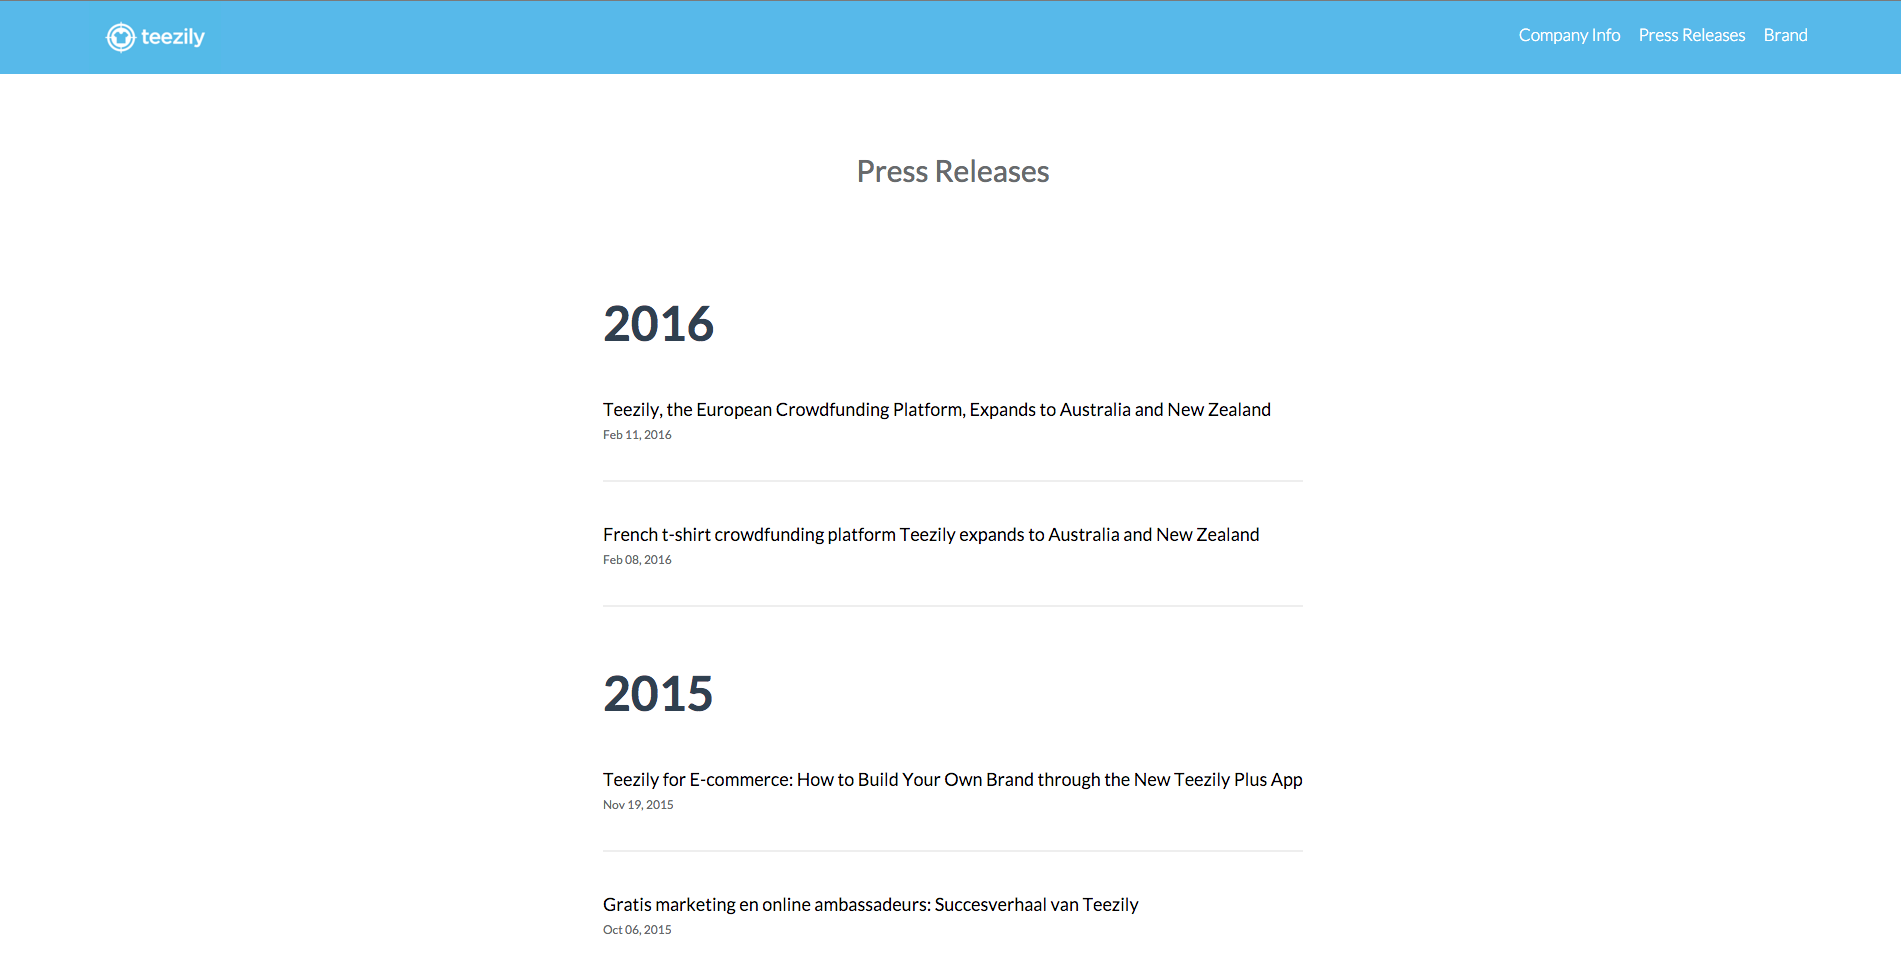 teezily
Company Info
Press Releases
Brand
Press Releases
2016
Teezily, the European Crowdfunding Platform, Expands to Australia and New Zealand
Feb 11, 2016
French t-shirt crowdfunding platform Teezily expands to Australia and New Zealand
Feb 08, 2016
2015
Teezily for E-commerce: How to Build Your Own Brand through the New Teezily Plus App
Nov 19, 2015
Gratis marketing en online ambassadeurs: Succesverhaal van Teezily
Oct 06, 2015